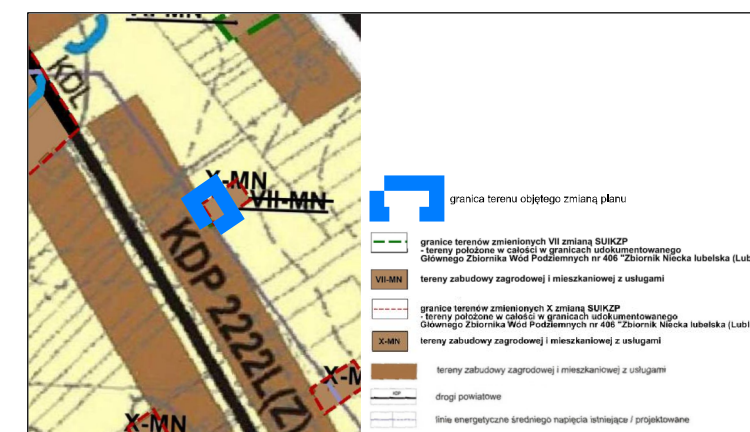 KDL
X-MN
VII-MN
KDP 2222L(Z)
X-M
X-MN
granica terenu objętego zmianą planu
granice terenów zmienionych VII zmianą SUIKZP
- tereny położone w całości w granicach udokumentowanego
Głównego Zbiornika Wód Podziemnych nr 406 "Zbiornik Niecka lubelska (Lub
VII-MN tereny zabudowy zagrodowej i mieszkaniowej z usługami
granice terenów zmienionych X zmianą SUIKZP
- tereny położone w całości w granicach udokumentowanego
Głównego Zbiornika Wód Podziemnych nr 406 "Zbiornik Niecka lubelska (Lubl
X-MN tereny zabudowy zagrodowej i mieszkaniowej z usługami
tereny zabudowy zagrodowej i mieszkaniowej z usługami
KDP drogi powiatowe
linie energetyczne średniego napięcia istniejące / projektowane